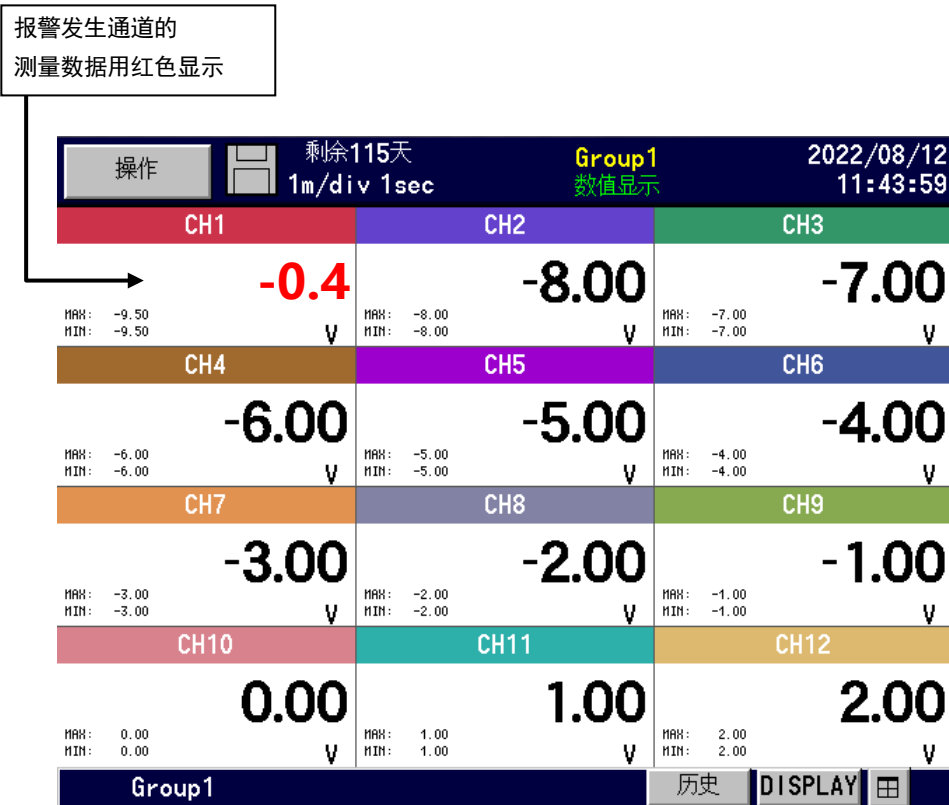 报警发生通道的
测量数据用红色显示
操作
剩余115天
1m/div 1sec
Group1
数值显示
2022/08/12
11:43:59
CH1 CH2 CH3
-0.4 -8.00 -7.00
MAX: -9.50 MAX: -8.00 MAX: -7.00
MIN: -9.50 V MIN: -8.00 V MIN: -7.00 V
CH4 CH5 CH6
-6.00 -5.00 -4.00
MAX: -6.00 MAX: -5.00 MAX: -4.00
MIN: -6.00 V MIN: -5.00 V MIN: -4.00 V
CH7 CH8 CH9
-3.00 -2.00 -1.00
MAX: -3.00 MAX: -2.00 MAX: -1.00
MIN: -3.00 V MIN: -2.00 V MIN: -1.00 V
CH10 CH11 CH12
0.00 1.00 2.00
MAX: 0.00 MAX: 1.00 MAX: 2.00
MIN: 0.00 V MIN: 1.00 V MIN: 2.00 V
Group1 历史 DISPLAY